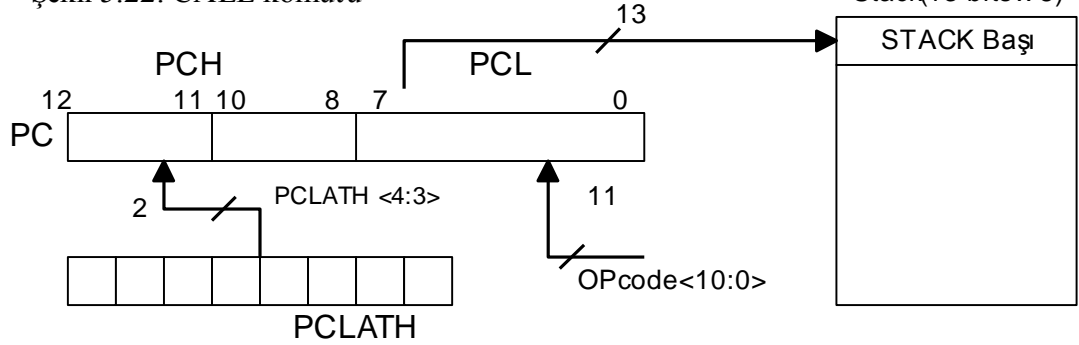 13
STACK Başı
PCH PCL
12 11 10 8 7 0
PC
2 PCLATH <4:3> 11
OPcode<10:0>
PCLATH